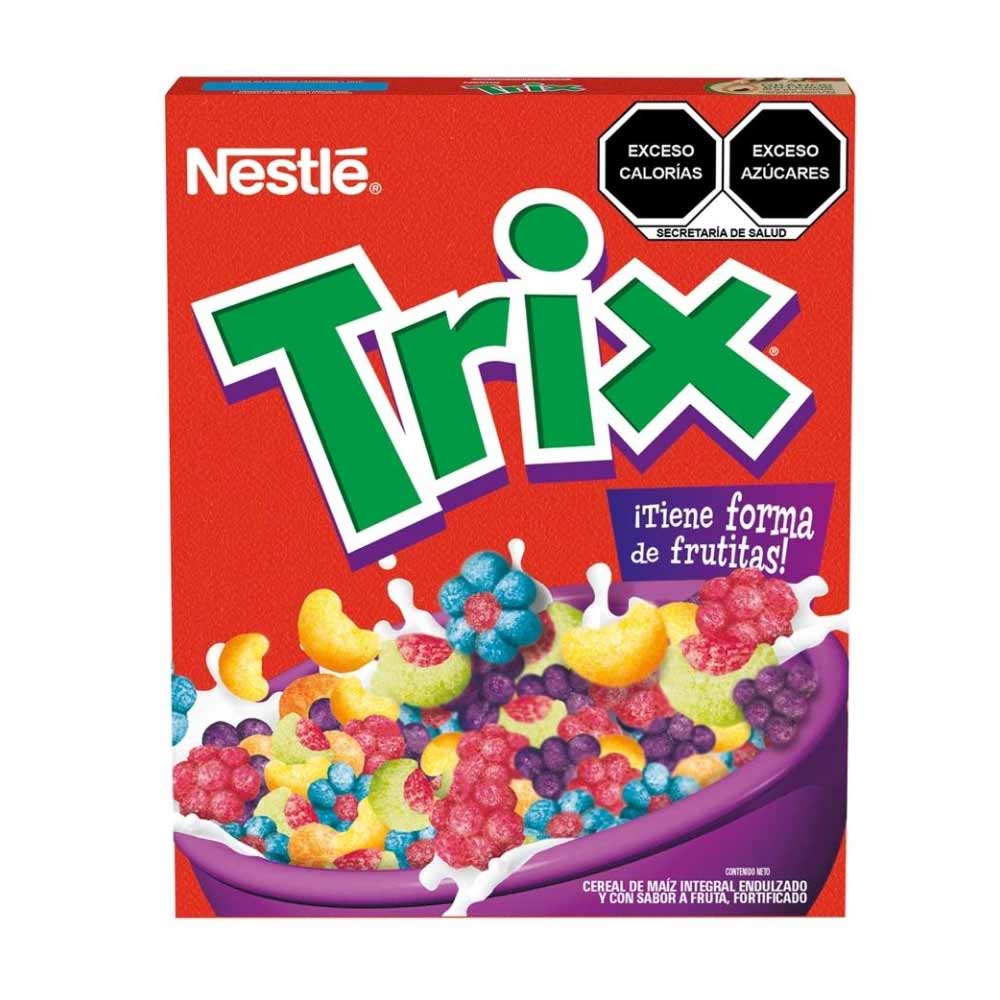 Nestlé®
EXCESO
CALORÍAS
EXCESO
AZÚCARES
SECRETARÍA DE SALUD
Trix®
¡Tiene forma
de frutitas!
CONTENIDO NETO
CEREAL DE MAÍZ INTEGRAL ENDULZADO
Y CON SABOR A FRUTA, FORTIFICADO